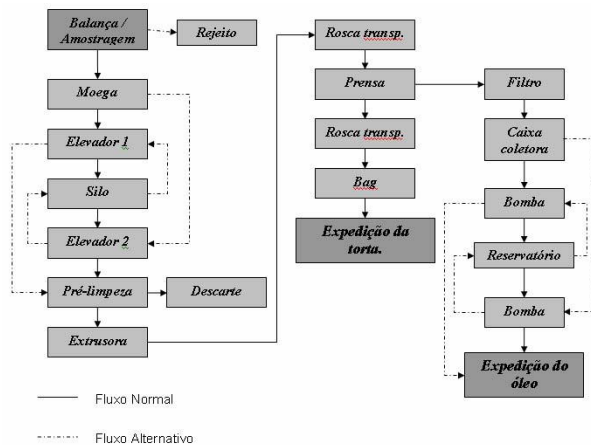 Balança /
Amostragem
Rejeito
Moega
Elevador 1
Silo
Elevador 2
Pré-limpeza
Descarte
Extrusora
Rosca transp.
Prensa
Rosca transp.
Bag
Expedição da
torta.
Filtro
Caixa
coletora
Bomba
Reservatório
Bomba
Expedição do
óleo
Fluxo Normal
Fluxo Alternativo